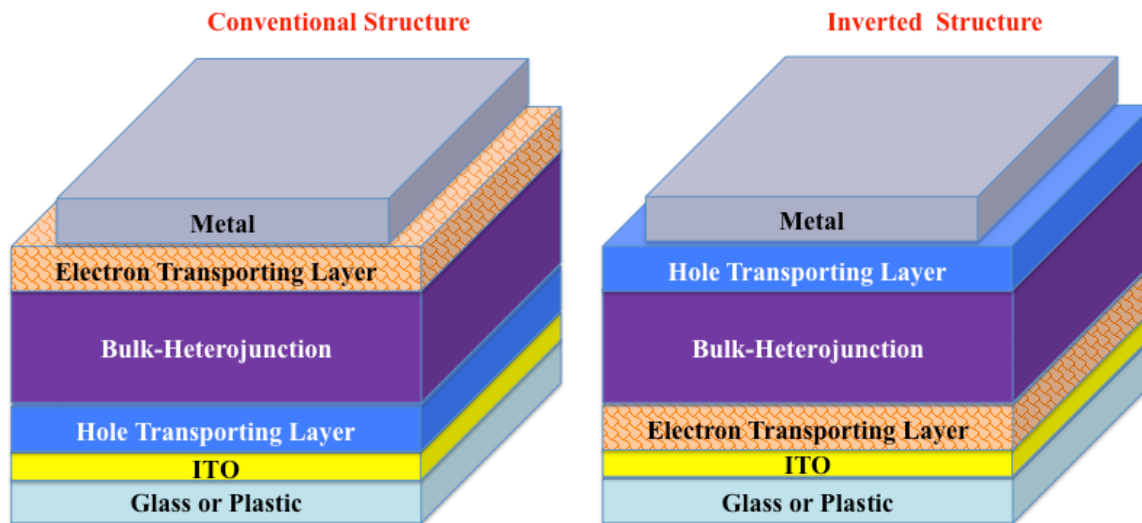 Conventional Structure
Metal
Electron Transporting Layer
Bulk-Heterojunction
Hole Transporting Layer
ITO
Glass or Plastic
Inverted Structure
Metal
Hole Transporting Layer
Bulk-Heterojunction
Electron Transporting Layer
ITO
Glass or Plastic